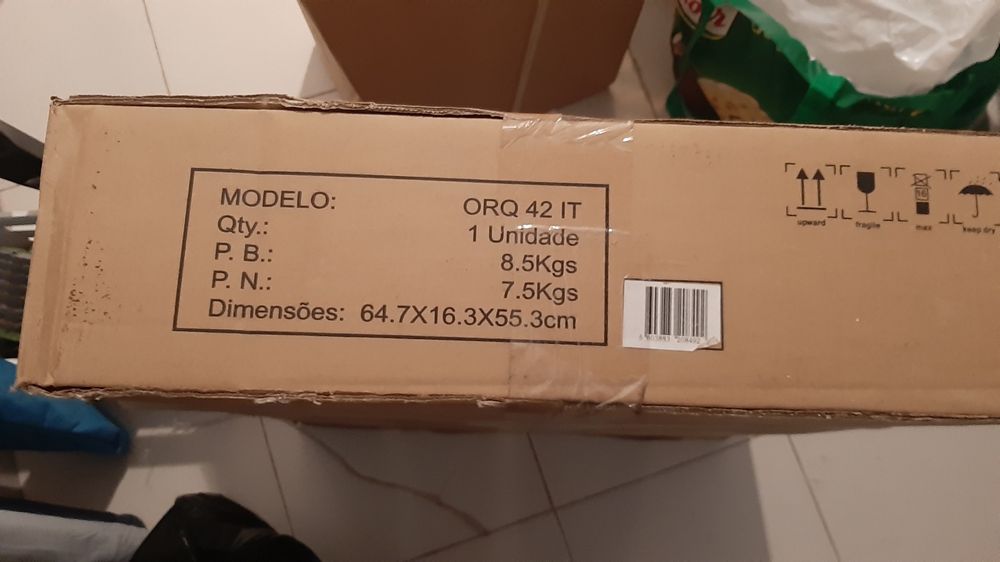 MODELO: ORQ 42 IT
Qty.: 1 Unidade
P. B.: 8.5Kgs
P. N.: 7.5Kgs
Dimensões: 64.7X16.3X55.3cm
upward
fragile
16
max
keep dry